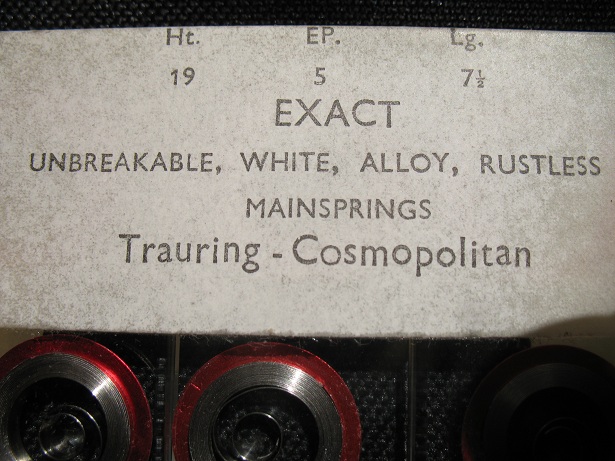 Ht. EP. Lg.
19 5 7½
EXACT
UNBREAKABLE, WHITE, ALLOY, RUSTLESS
MAINSPRINGS
Trauring - Cosmopolitan